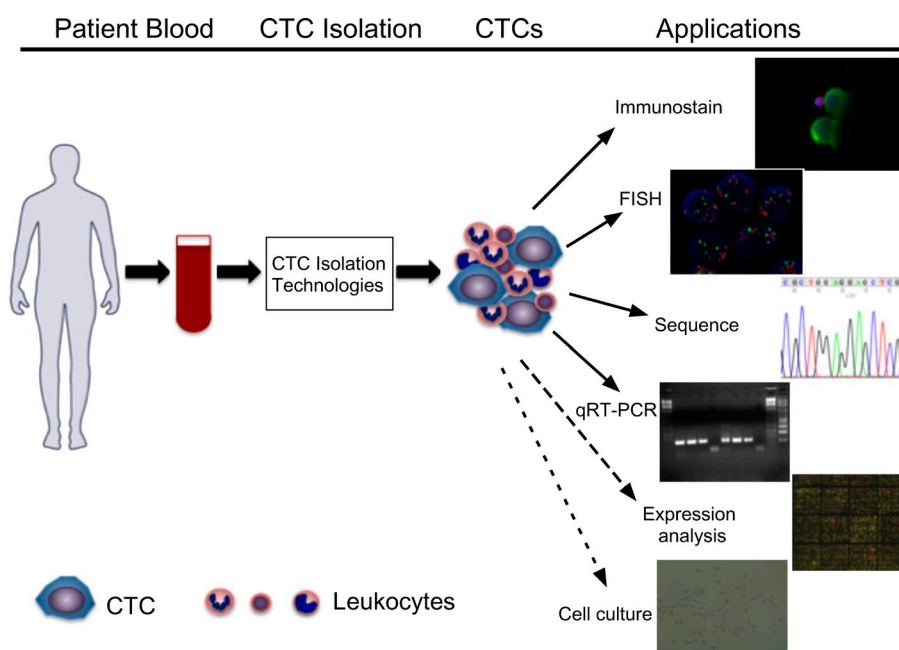 Patient Blood CTC Isolation CTCs Applications
Immunostain
FISH
CTC Isolation
Technologies
Sequence
C G C T G G A G G A G C T C G
qRT-PCR
Expression
analysis
Cell culture
CTC Leukocytes